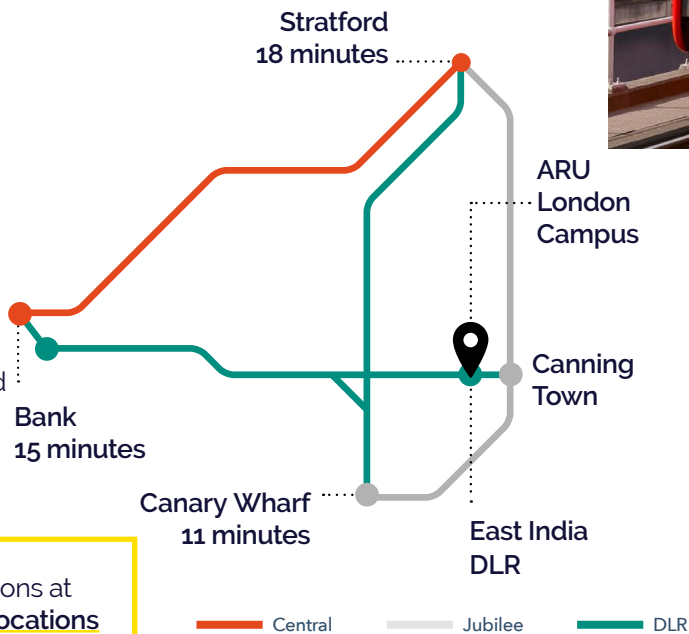 Stratford
18 minutes
ARU
London
Campus
Canning
Town
Bank
15 minutes
Canary Wharf
11 minutes
East India
DLR
ons at
ocations
Central
Jubilee
DLR